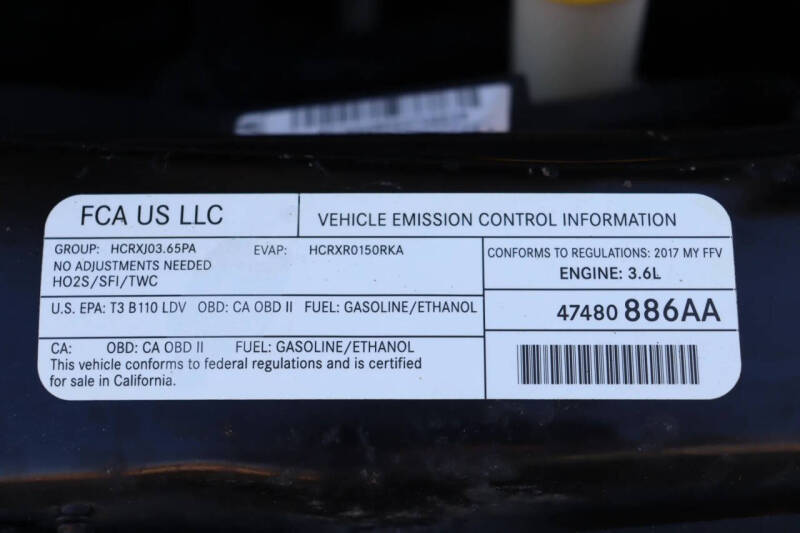 FCA US LLC
VEHICLE EMISSION CONTROL INFORMATION
GROUP: HCRXJ03.65PA EVAP: HCRXR0150RKA
NO ADJUSTMENTS NEEDED
HO2S/SFI/TWC
CONFORMS TO REGULATIONS: 2017 MY FFV
ENGINE: 3.6L
U.S. EPA: T3 B110 LDV OBD: CA OBD II FUEL: GASOLINE/ETHANOL
47480 886AA
CA: OBD: CA OBD II FUEL: GASOLINE/ETHANOL
This vehicle conforms to federal regulations and is certified
for sale in California.